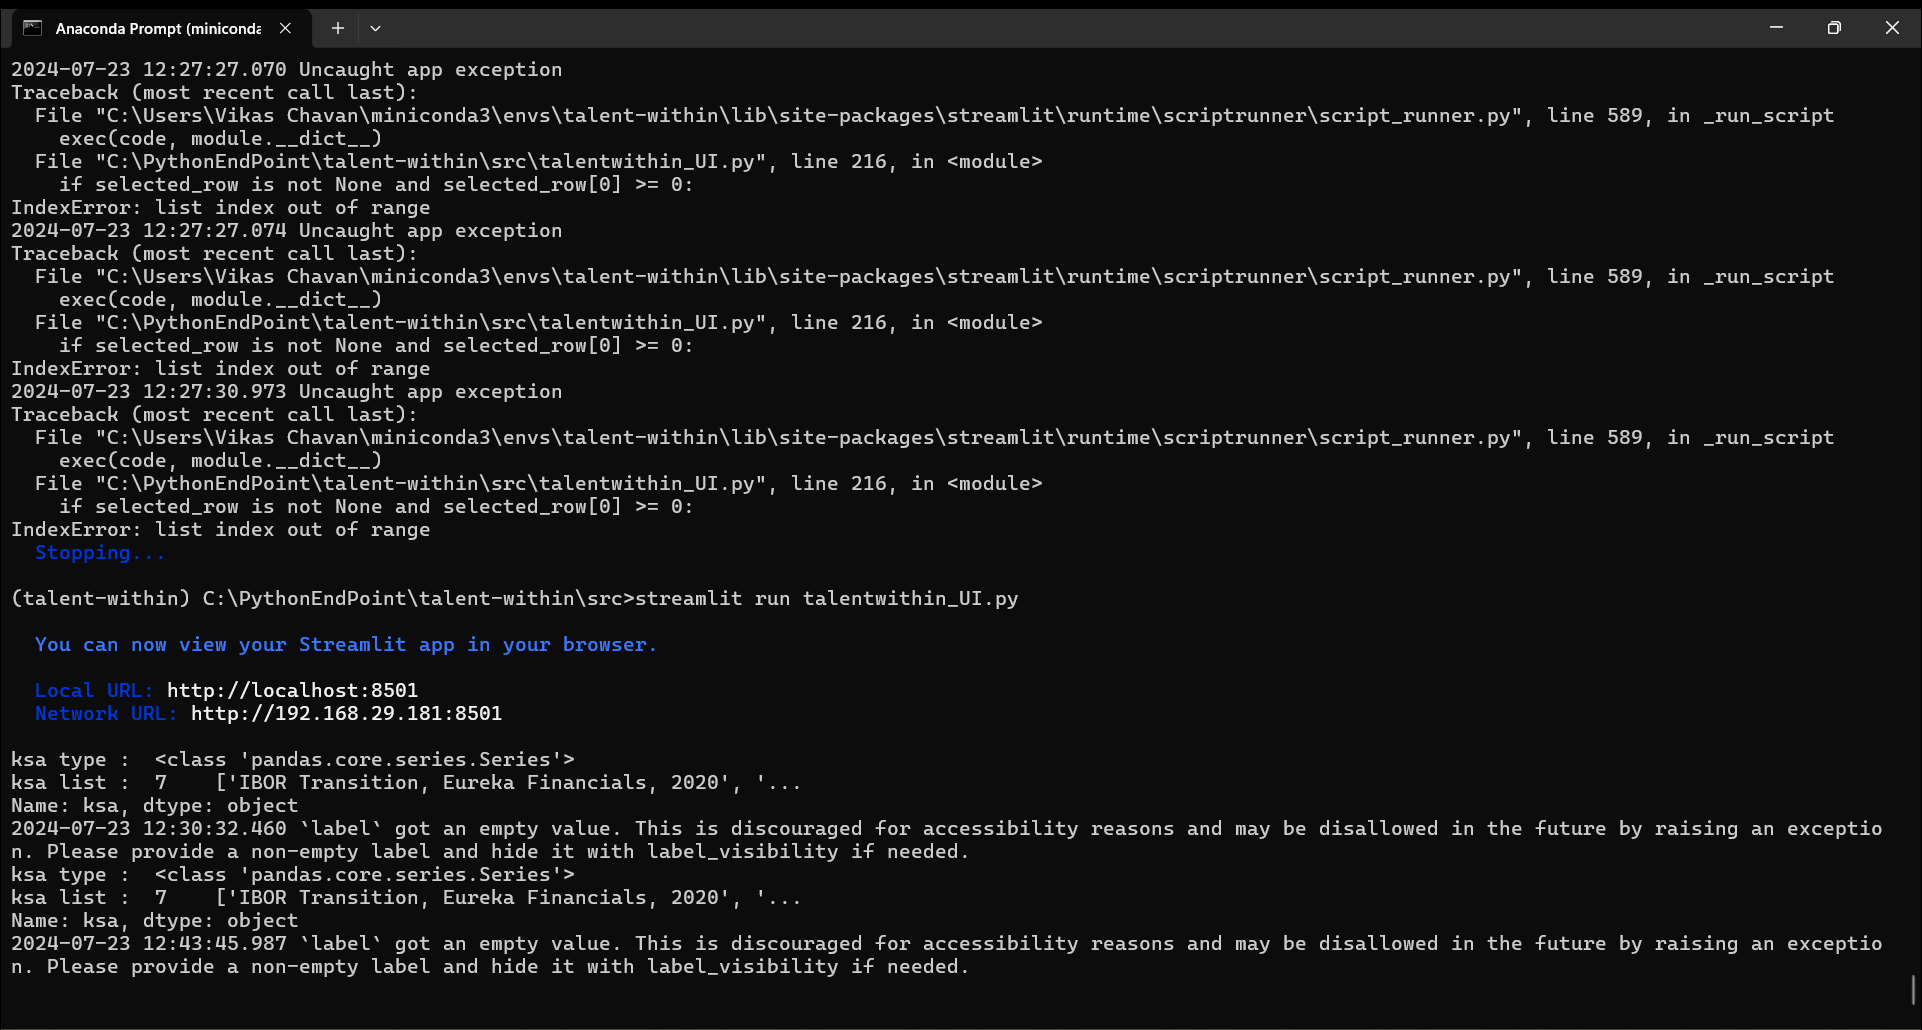 Anaconda Prompt (miniconda
2024-07-23 12:27:27.070 Uncaught app exception
Traceback (most recent call last):
  File "C:\Users\Vikas Chavan\miniconda3\envs\talent-within\lib\site-packages\streamlit\runtime\scriptrunner\script_runner.py", line 589, in _run_script
    exec(code, module.__dict__)
  File "C:\PythonEndPoint\talent-within\src\talentwithin_UI.py", line 216, in <module>
    if selected_row is not None and selected_row[0] >= 0:
IndexError: list index out of range
2024-07-23 12:27:27.074 Uncaught app exception
Traceback (most recent call last):
  File "C:\Users\Vikas Chavan\miniconda3\envs\talent-within\lib\site-packages\streamlit\runtime\scriptrunner\script_runner.py", line 589, in _run_script
    exec(code, module.__dict__)
  File "C:\PythonEndPoint\talent-within\src\talentwithin_UI.py", line 216, in <module>
    if selected_row is not None and selected_row[0] >= 0:
IndexError: list index out of range
2024-07-23 12:27:30.973 Uncaught app exception
Traceback (most recent call last):
  File "C:\Users\Vikas Chavan\miniconda3\envs\talent-within\lib\site-packages\streamlit\runtime\scriptrunner\script_runner.py", line 589, in _run_script
    exec(code, module.__dict__)
  File "C:\PythonEndPoint\talent-within\src\talentwithin_UI.py", line 216, in <module>
    if selected_row is not None and selected_row[0] >= 0:
IndexError: list index out of range
  Stopping...
(talent-within) C:\PythonEndPoint\talent-within\src>streamlit run talentwithin_UI.py
  You can now view your Streamlit app in your browser.
  Local URL: http://localhost:8501
  Network URL: http://192.168.29.181:8501
ksa type :  <class 'pandas.core.series.Series'>
ksa list :  7    ['IBOR Transition, Eureka Financials, 2020', '...
Name: ksa, dtype: object
2024-07-23 12:30:32.460 `label` got an empty value. This is discouraged for accessibility reasons and may be disallowed in the future by raising an exceptio
n. Please provide a non-empty label and hide it with label_visibility if needed.
ksa type :  <class 'pandas.core.series.Series'>
ksa list :  7    ['IBOR Transition, Eureka Financials, 2020', '...
Name: ksa, dtype: object
2024-07-23 12:43:45.987 `label` got an empty value. This is discouraged for accessibility reasons and may be disallowed in the future by raising an exceptio
n. Please provide a non-empty label and hide it with label_visibility if needed.